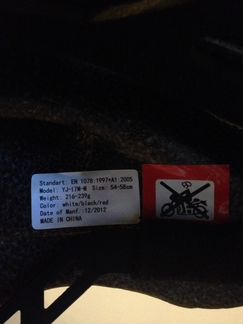 Standart: EN 1078:1997+A1:2005
Model: YJ-17W-M Size: 54-58cm
Weight: 216-239g
Color: white/black/red
Date of Manf.:12/2012
MADE IN CHINA